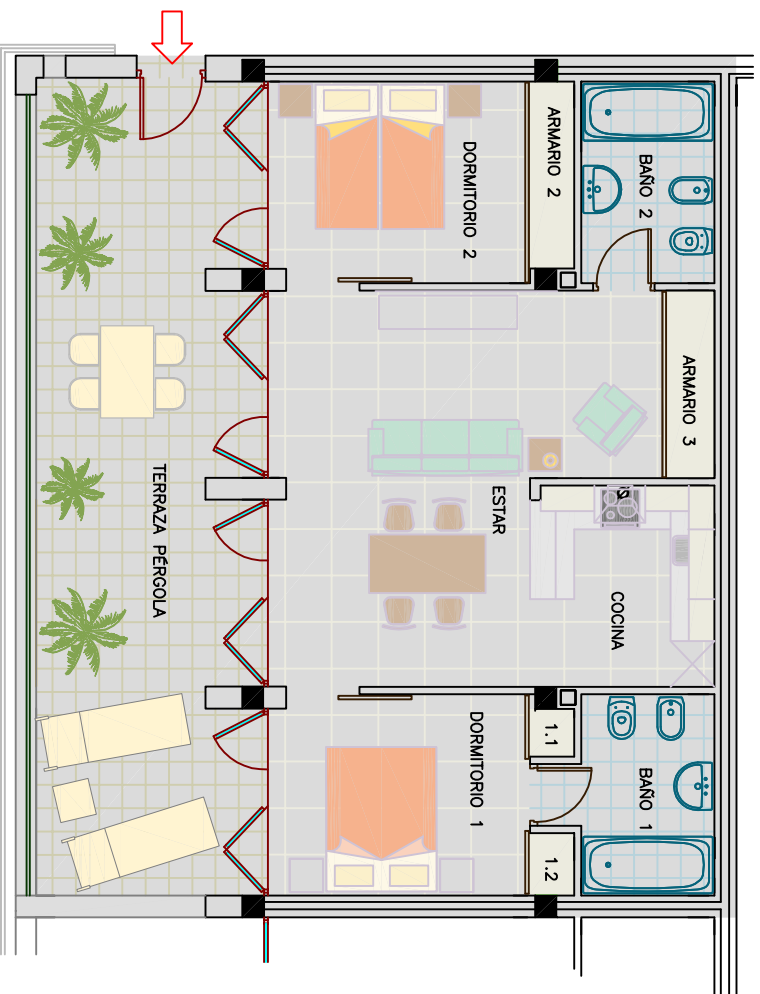 ARMARIO 2
BAÑO 2
DORMITORIO 2
ARMARIO 3
TERRAZA PÉRGOLA
ESTAR
COCINA
DORMITORIO 1
1.1
BAÑO 1
1.2